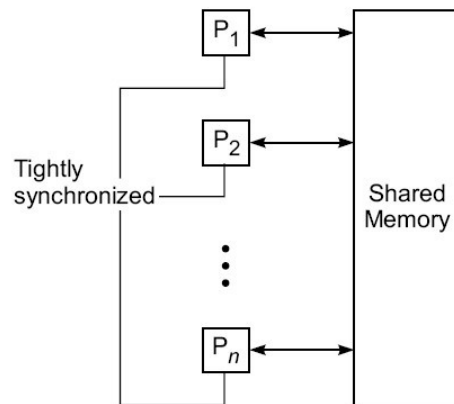 P1
P2
Tightly
synchronized
Shared
Memory
Pn